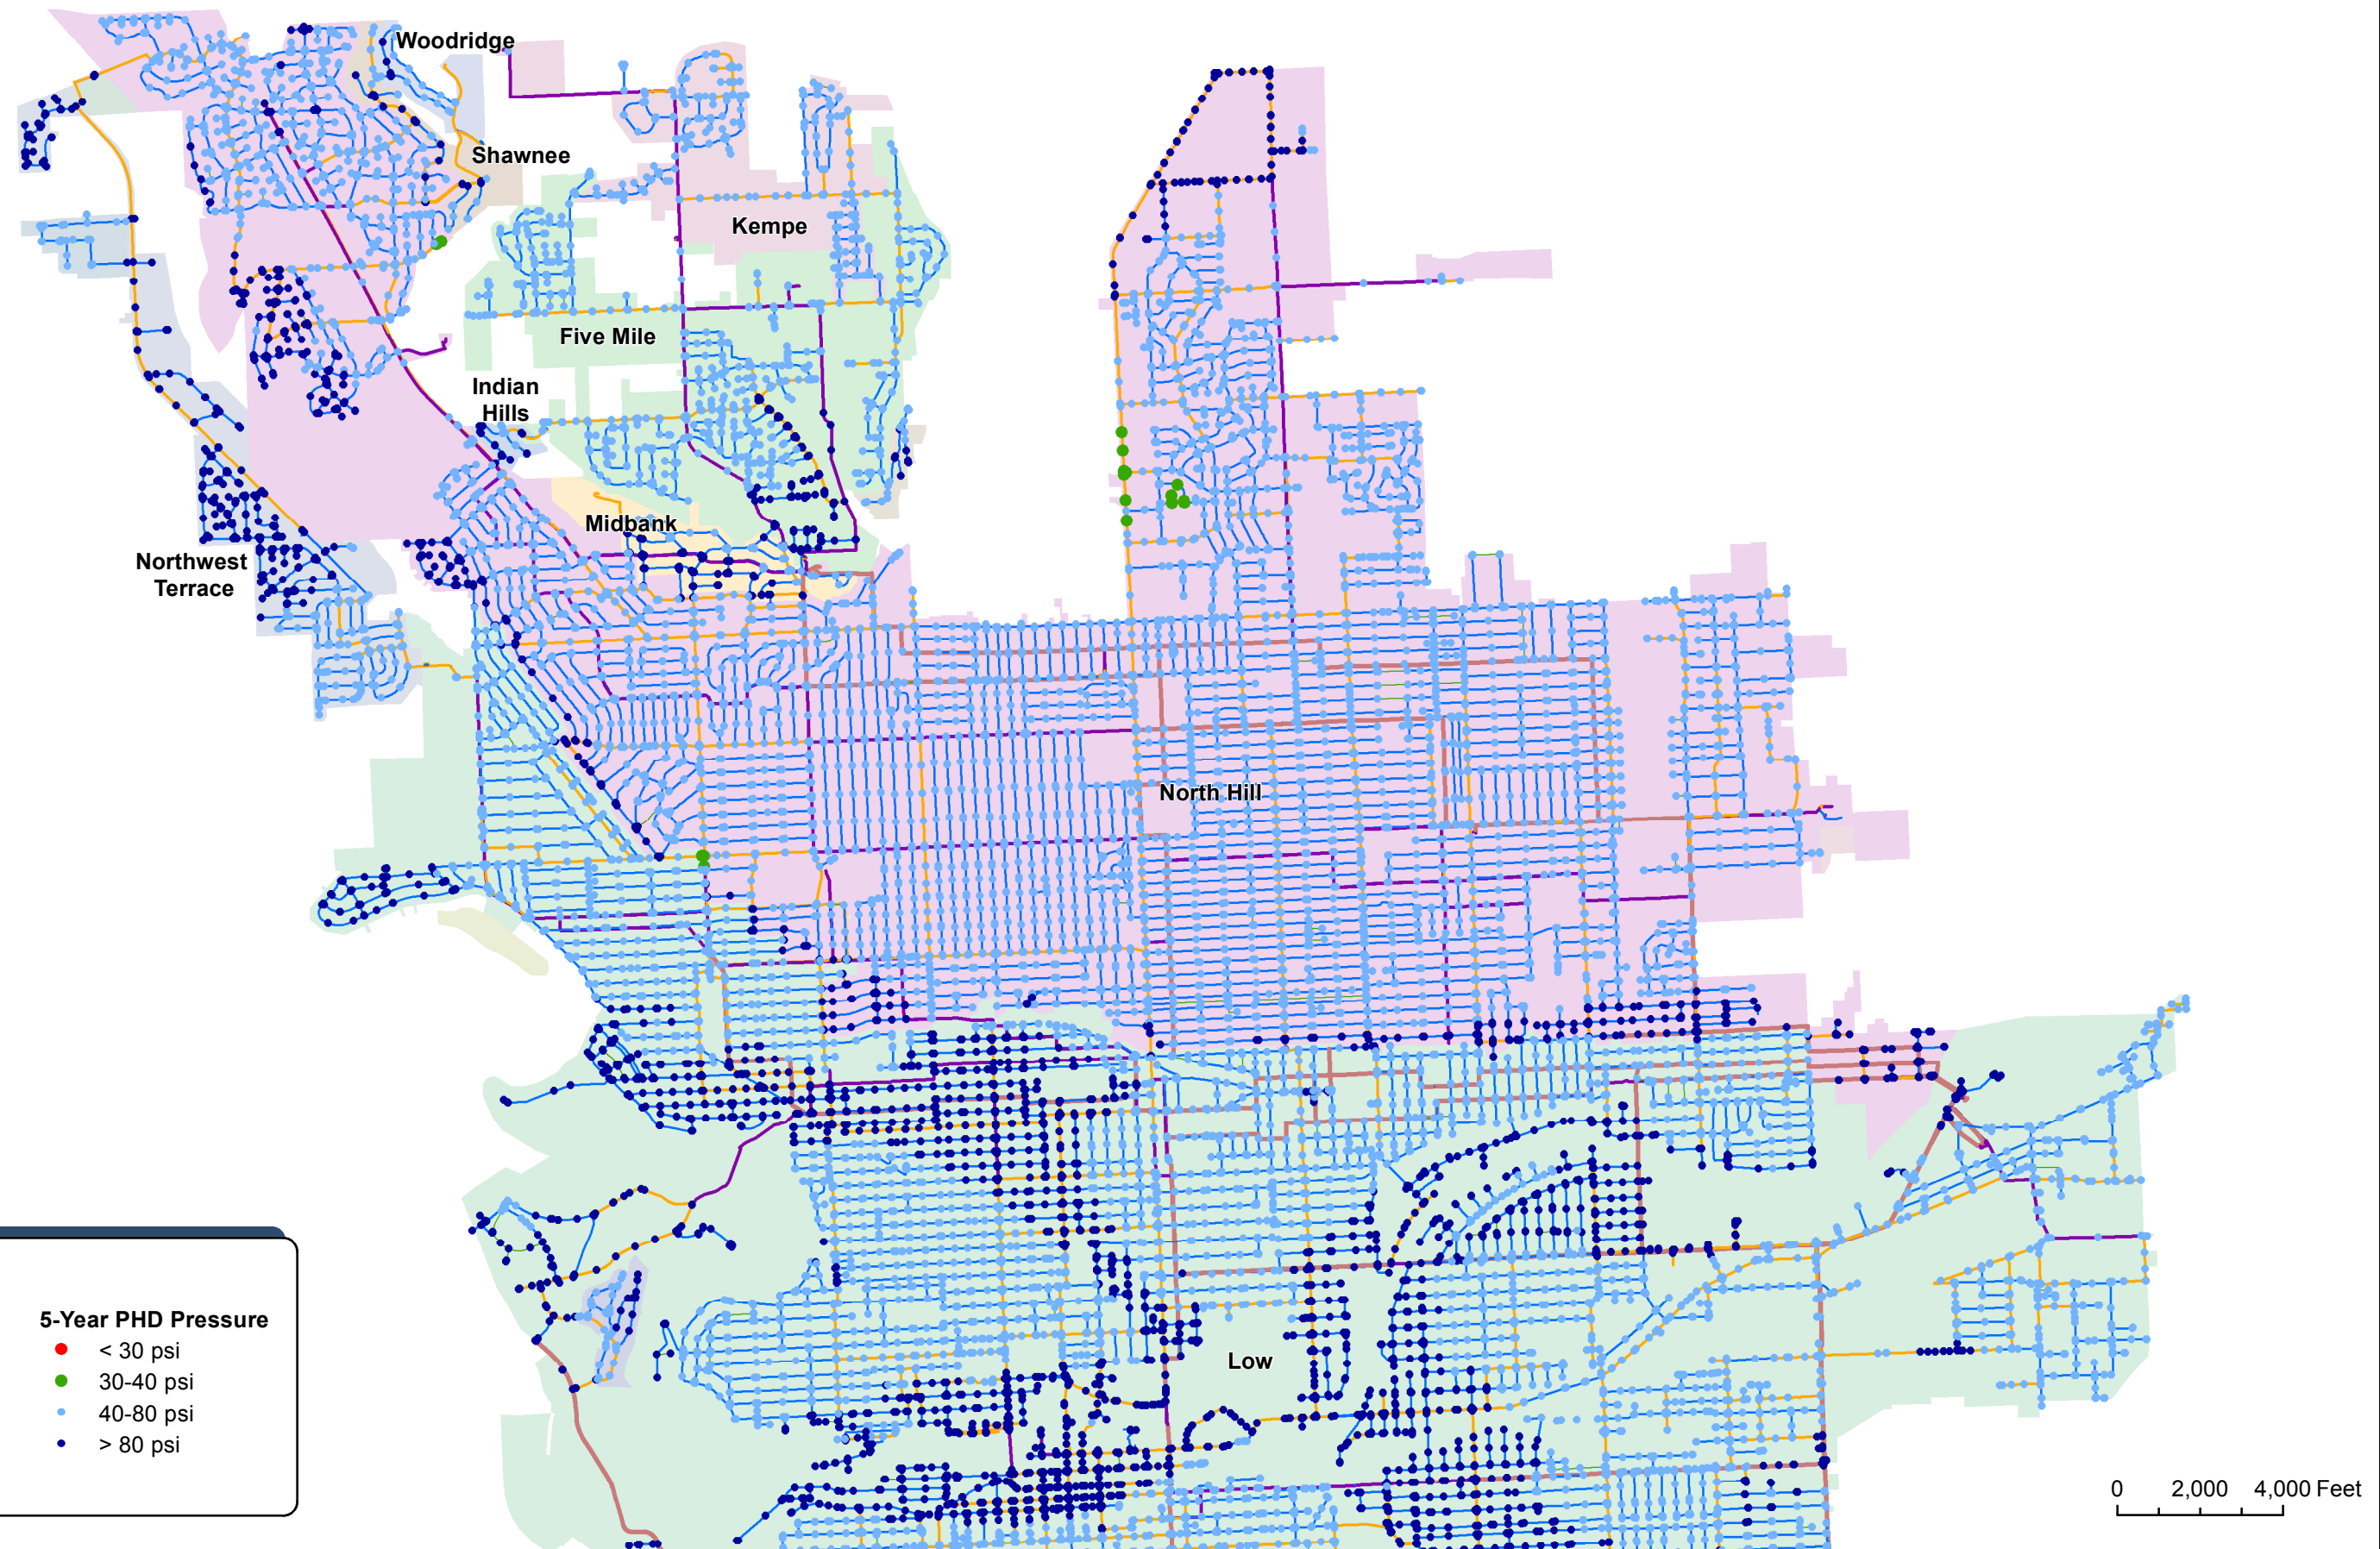 Woodridge
Shawnee
Kempe
Five Mile
Indian
Hills
Midbank
Northwest
Terrace
North Hill
Low
5-Year PHD Pressure
< 30 psi
30-40 psi
40-80 psi
> 80 psi
0 2,000 4,000 Feet